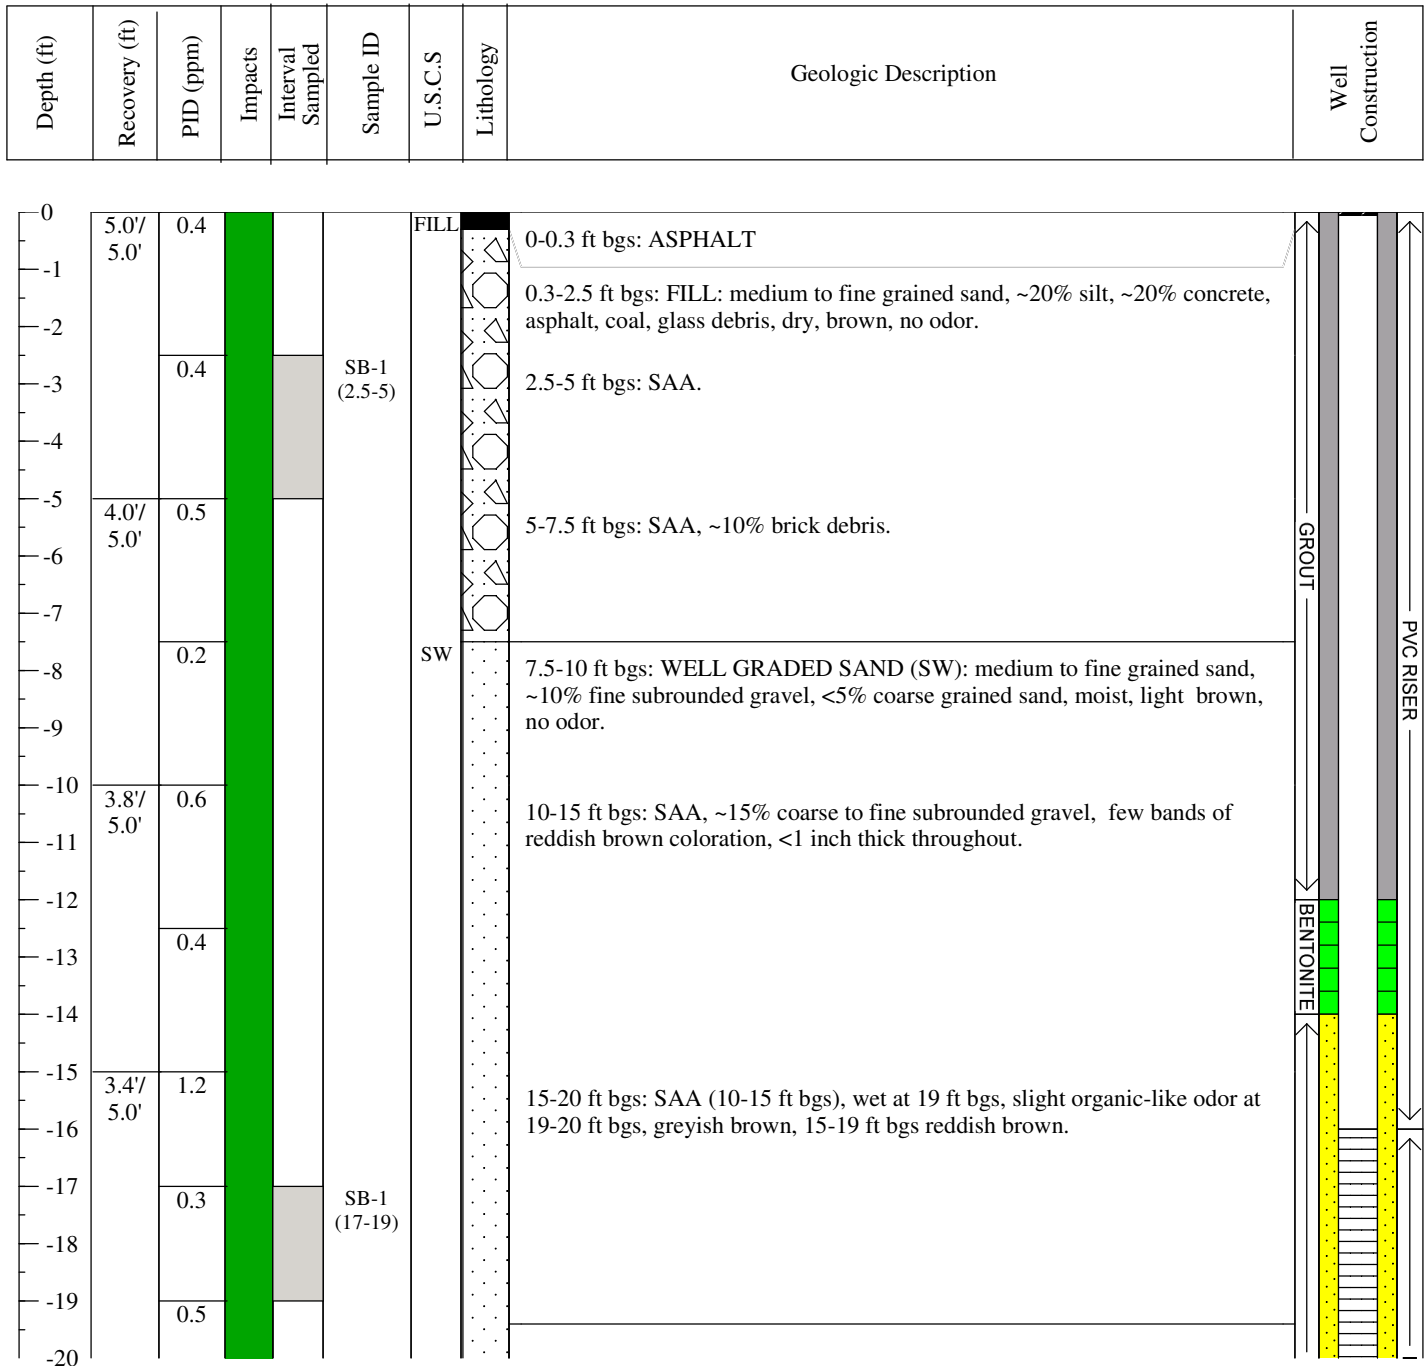 Depth (ft)
Recovery (ft)
PID (ppm)
Impacts
Interval
Sampled
Sample ID
U.S.C.S
Lithology
Geologic Description
Well
Construction
0
5.0'/
5.0'
0.4
FILL
0-0.3 ft bgs: ASPHALT
-1
0.3-2.5 ft bgs: FILL: medium to fine grained sand, ~20% silt, ~20% concrete,
asphalt, coal, glass debris, dry, brown, no odor.
-2
0.4
SB-1
(2.5-5)
-3
2.5-5 ft bgs: SAA.
-4
-5
4.0'/
5.0'
0.5
5-7.5 ft bgs: SAA, ~10% brick debris.
-6
GROUT
-7
0.2
SW
7.5-10 ft bgs: WELL GRADED SAND (SW): medium to fine grained sand,
~10% fine subrounded gravel, <5% coarse grained sand, moist, light  brown,
no odor.
PVC RISER
-8
-9
-10
3.8'/
5.0'
0.6
10-15 ft bgs: SAA, ~15% coarse to fine subrounded gravel,  few bands of
reddish brown coloration, <1 inch thick throughout.
-11
-12
0.4
BENTONITE
-13
-14
-15
3.4'/
5.0'
1.2
15-20 ft bgs: SAA (10-15 ft bgs), wet at 19 ft bgs, slight organic-like odor at
19-20 ft bgs, greyish brown, 15-19 ft bgs reddish brown.
-16
-17
0.3
SB-1
(17-19)
-18
-19
0.5
-20